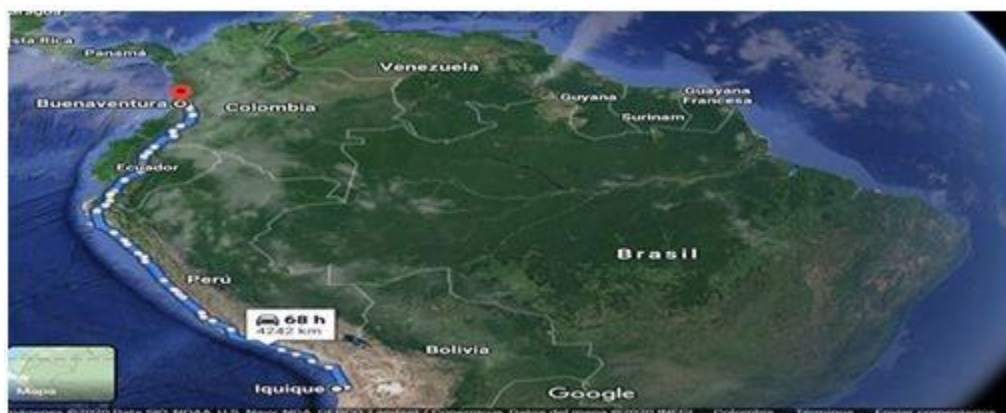 Costa Rica
Panamá
Venezuela
Buenaventura
Colombia
Guyana
Guayana
Francesa
Surinam
Ecuador
Brasil
Perú
68 h
4242 km
Bolivia
Mapa
Iquique
Google